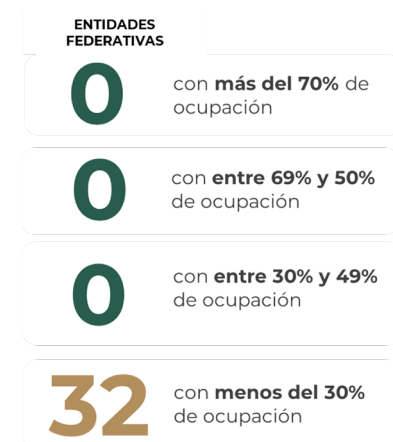 ENTIDADES
FEDERATIVAS
0
con más del 70% de
ocupación
0
con entre 69% y 50%
de ocupación
0
con entre 30% y 49%
de ocupación
32
con menos del 30%
de ocupación